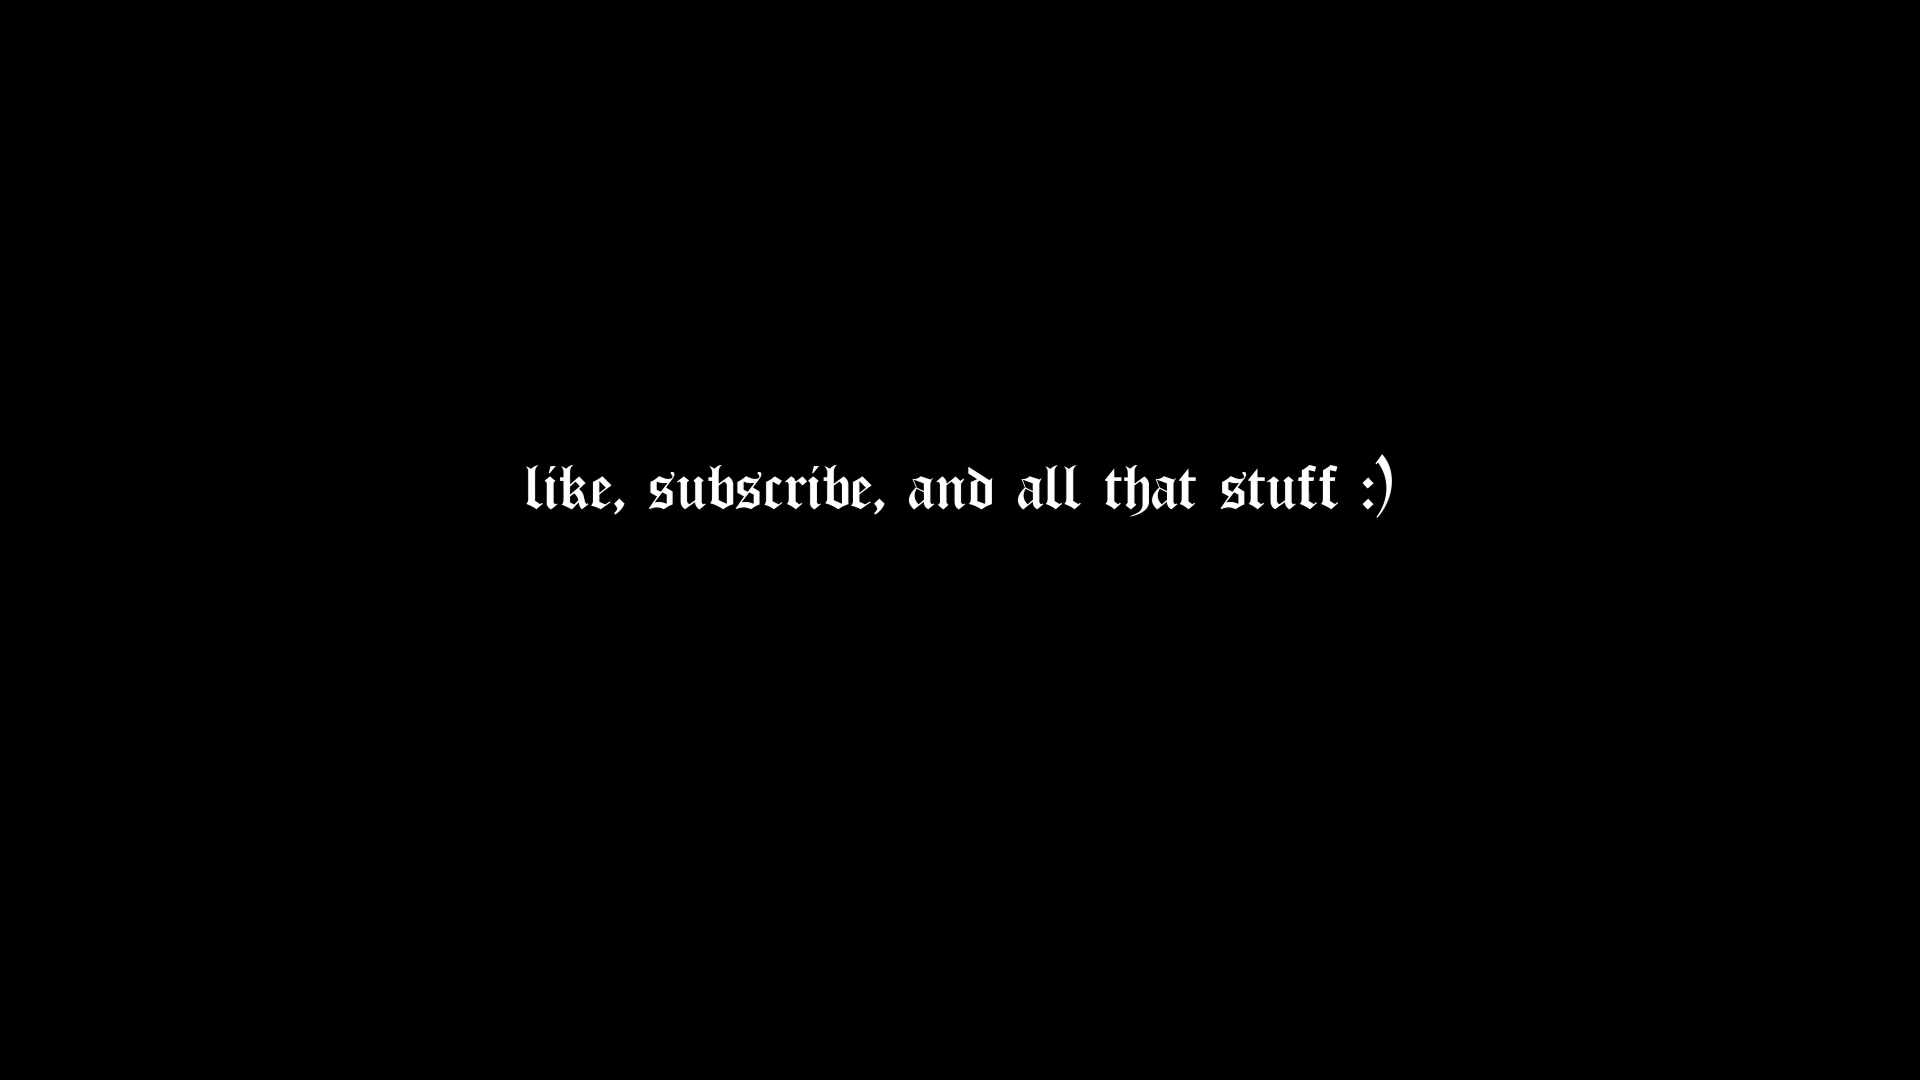 like, subscribe, and all that stuff :)